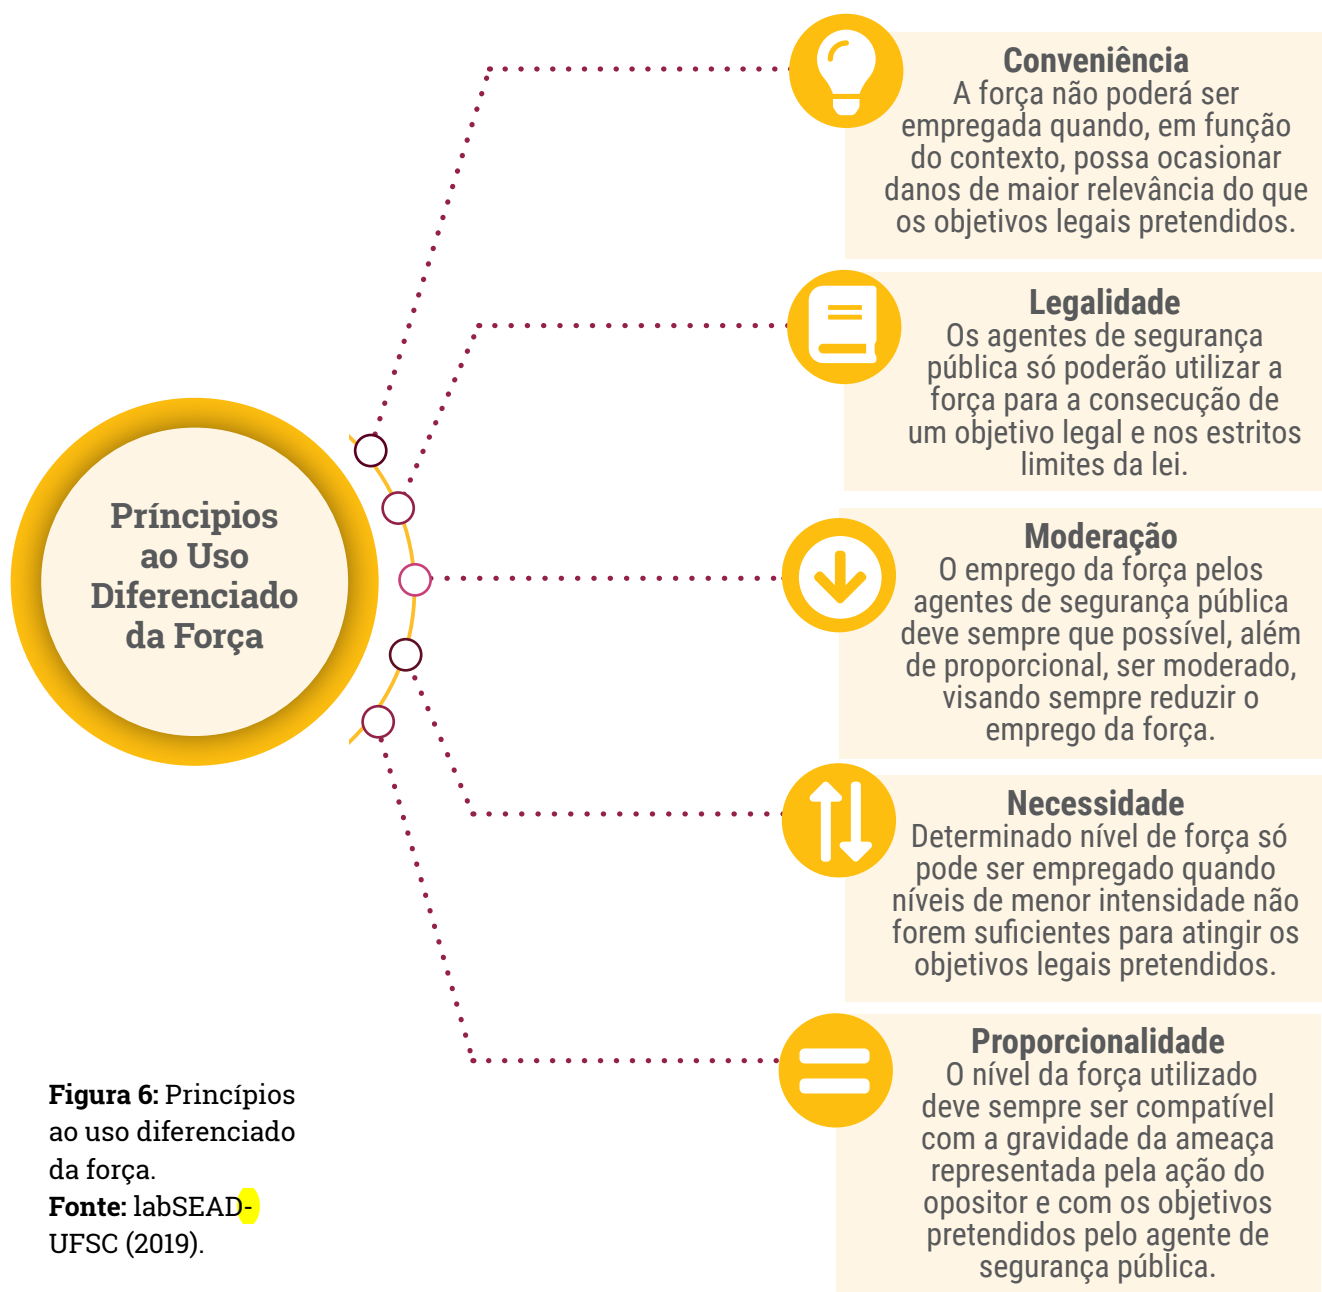 Conveniência
A força não poderá ser
empregada quando, em função
do contexto, possa ocasionar
danos de maior relevância do que
os objetivos legais pretendidos.
Legalidade
Os agentes de segurança
pública só poderão utilizar a
força para a consecução de
um objetivo legal e nos estritos
limites da lei.
Príncipios
ao Uso
Diferenciado
da Força
Moderação
O emprego da força pelos
agentes de segurança pública
deve sempre que possível, além
de proporcional, ser moderado,
visando sempre reduzir o
emprego da força.
Necessidade
Determinado nível de força só
pode ser empregado quando
níveis de menor intensidade não
forem suficientes para atingir os
objetivos legais pretendidos.
Proporcionalidade
O nível da força utilizado
deve sempre ser compatível
com a gravidade da ameaça
representada pela ação do
opositor e com os objetivos
pretendidos pelo agente de
segurança pública.
Figura 6: Princípios
ao uso diferenciado
da força.
Fonte: labSEAD-
UFSC (2019).